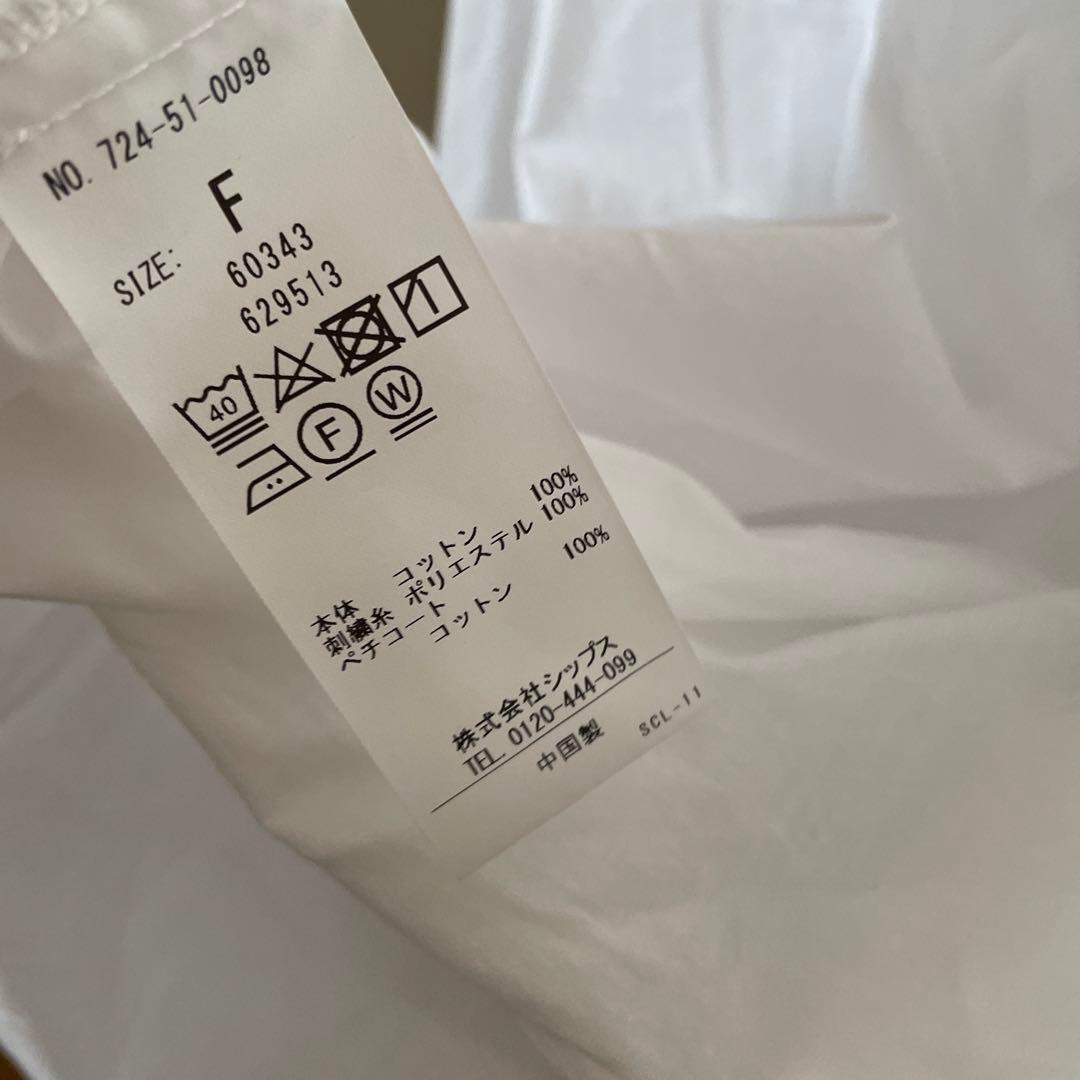 NO. 724-51-0098
SIZE: F
60343
629513
40
F W
本体 コットン 100%
刺繍糸 ポリエステル 100%
ペチコート
コットン 100%
株式会社シップス
TEL. 0120-444-099
中国製 SCL-11